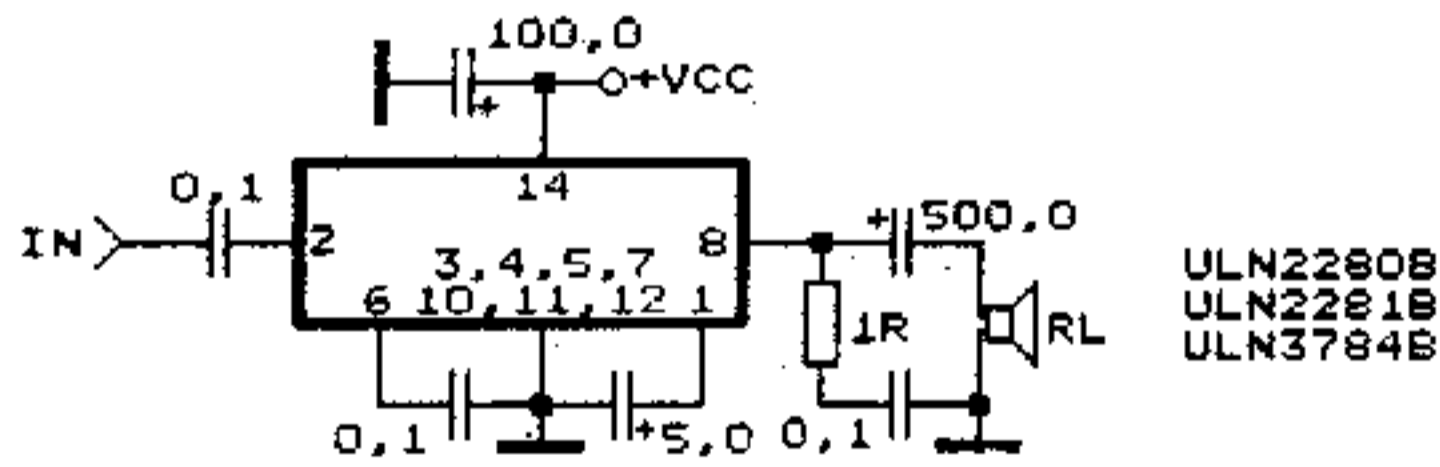 100,0
+VCC
0,1
14
IN
2
8
+500,0
3,4,5,7
6
10,11,12
1
1R
RL
0,1
+5,0
0,1
ULN2280B
ULN2281B
ULN3784B